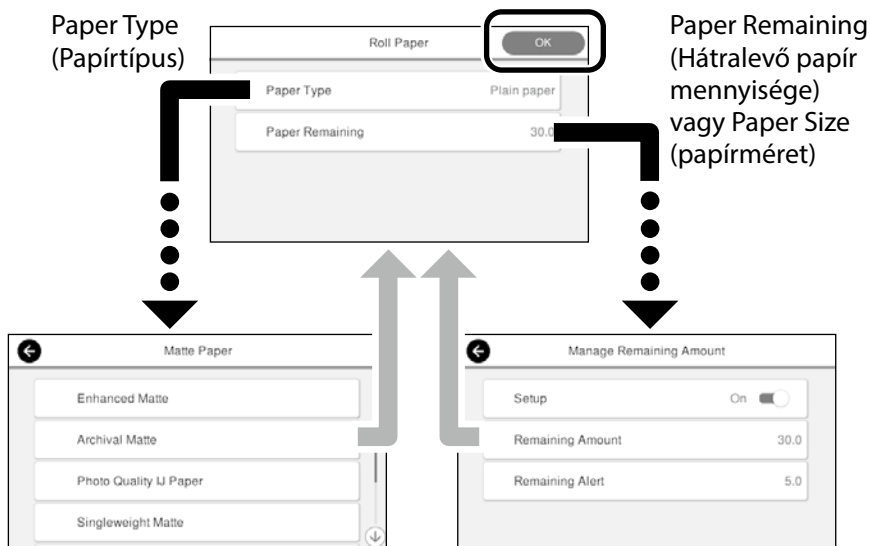 Paper Type
(Papírtípus)
Roll Paper
OK
Paper Type
Plain paper
Paper Remaining
30.0
Paper Remaining
(Hátralevő papír
mennyisége)
vagy Paper Size
(papírméret)
Matte Paper
Enhanced Matte
Archival Matte
Photo Quality IJ Paper
Singleweight Matte
Manage Remaining Amount
Setup
On
Remaining Amount
30.0
Remaining Alert
5.0